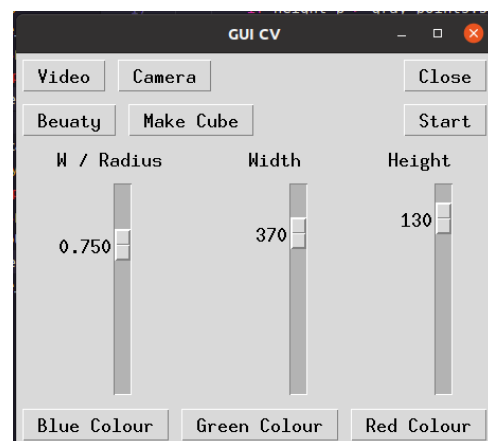 GUI CV
Video Camera Close
Beuaty Make Cube Start
W / Radius Width Height
0.750 370 130
Blue Colour Green Colour Red Colour